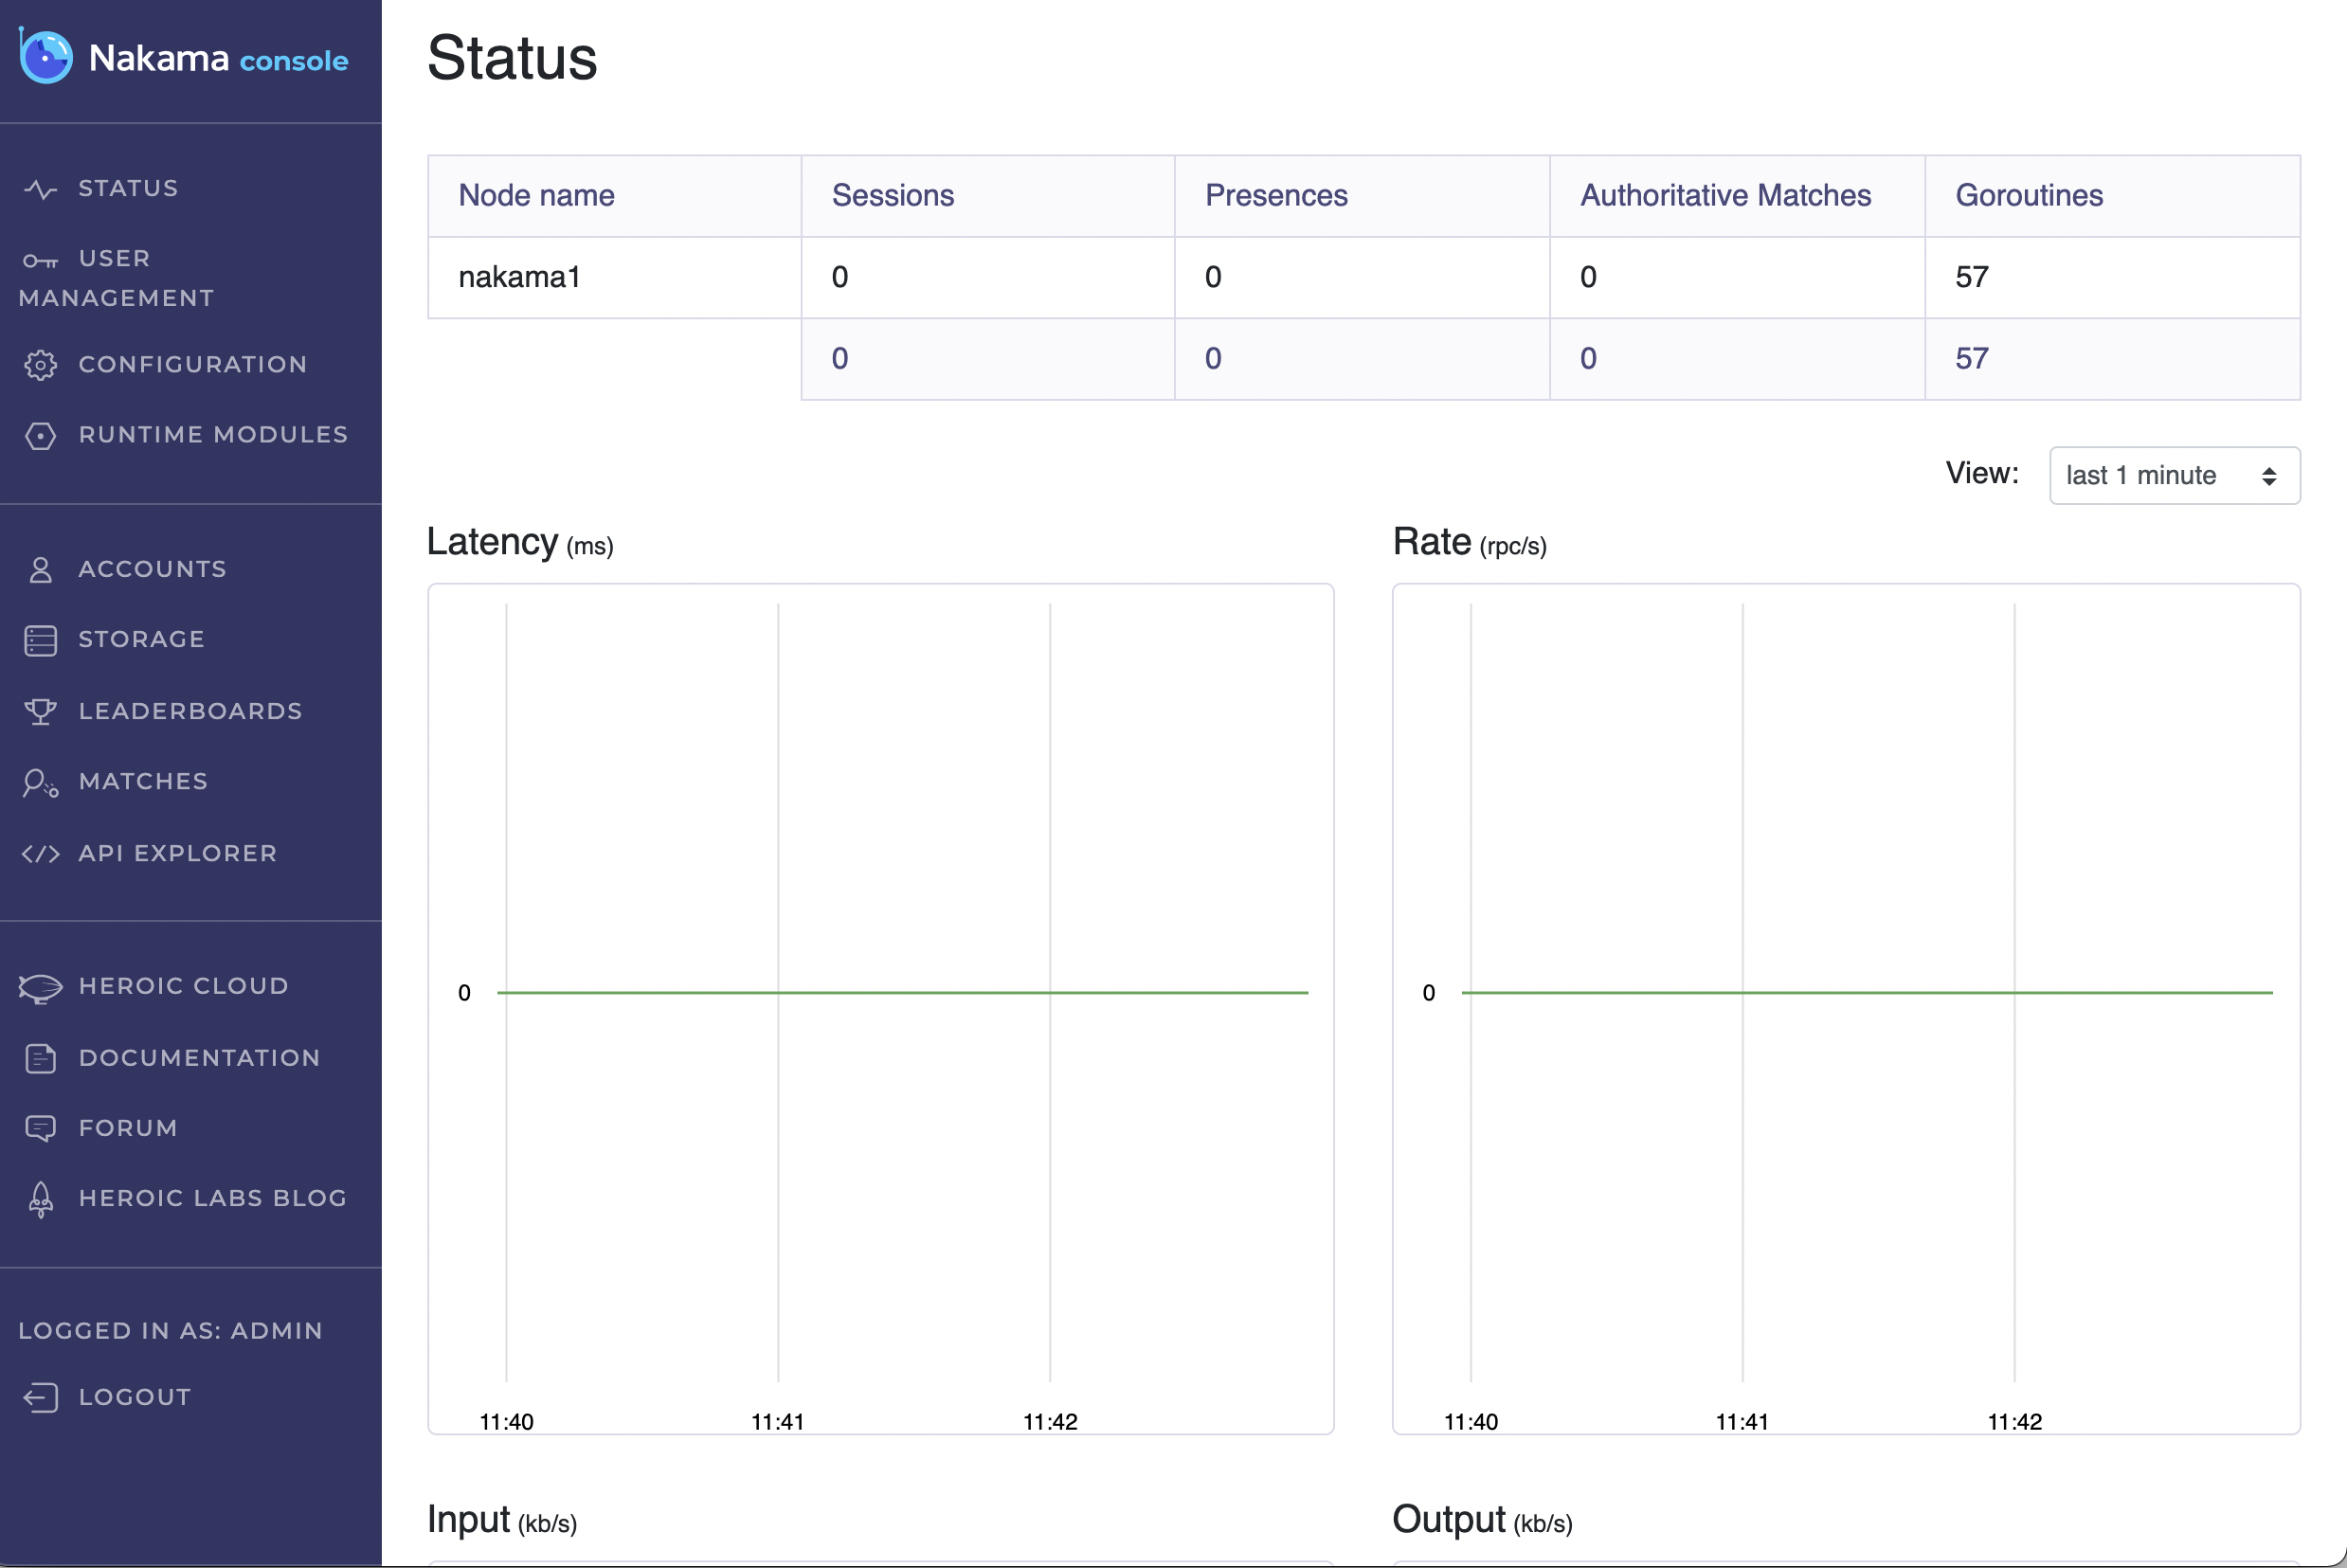 Nakama console
STATUS
USER
MANAGEMENT
CONFIGURATION
RUNTIME MODULES
ACCOUNTS
STORAGE
LEADERBOARDS
MATCHES
API EXPLORER
HEROIC CLOUD
DOCUMENTATION
FORUM
HEROIC LABS BLOG
LOGGED IN AS: ADMIN
LOGOUT
Status
Node name Sessions Presences Authoritative Matches Goroutines
nakama1 0 0 0 57
0 0 0 57
View: last 1 minute
Latency (ms)
0
11:40 11:41 11:42
Rate (rpc/s)
0
11:40 11:41 11:42
Input (kb/s)
Output (kb/s)